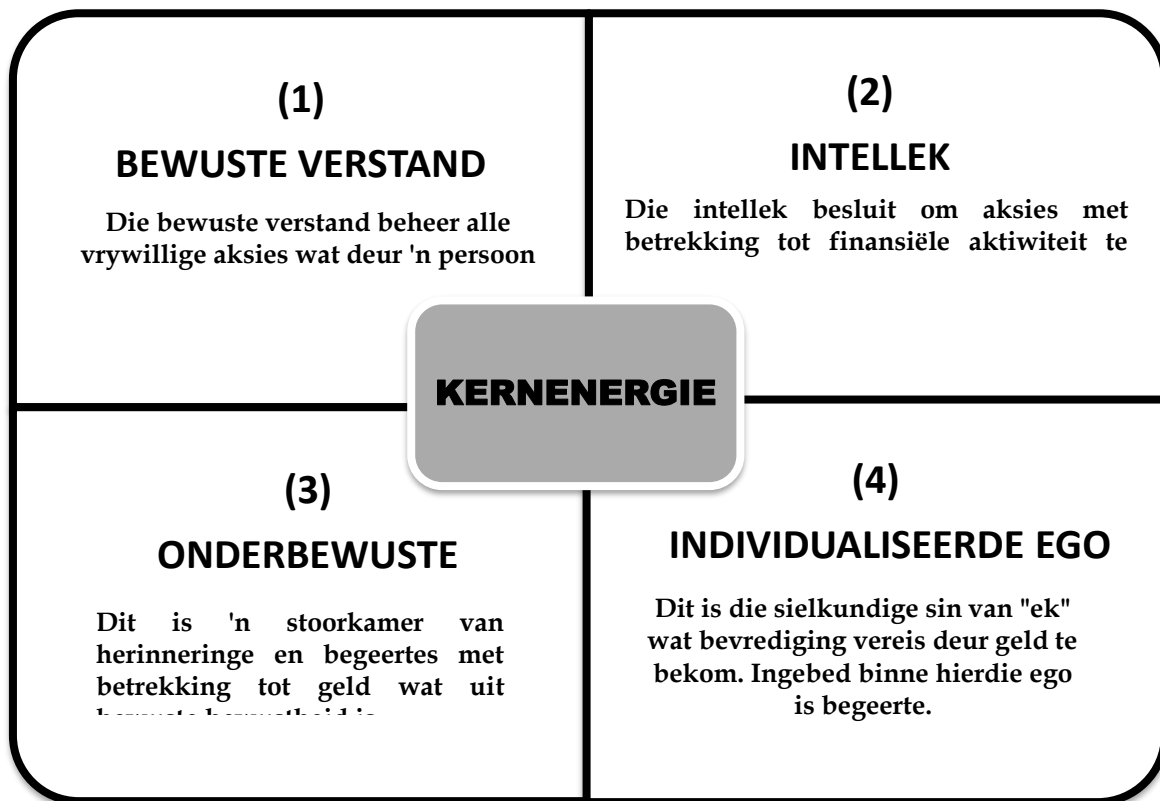 (1)
BEWUSTE VERSTAND
Die bewuste verstand beheer alle
vrywillige aksies wat deur 'n persoon
(2)
INTELLEK
Die intellek besluit om aksies met
betrekking tot finansiële aktiwiteit te
KERNENERGIE
(3)
ONDERBEWUSTE
Dit is 'n stoorkamer van
herinneringe en begeertes met
betrekking tot geld wat uit
(4)
INDIVIDUALISEERDE EGO
Dit is die sielkundige sin van "ek"
wat bevrediging vereis deur geld te
bekom. Ingebed binne hierdie ego
is begeerte.